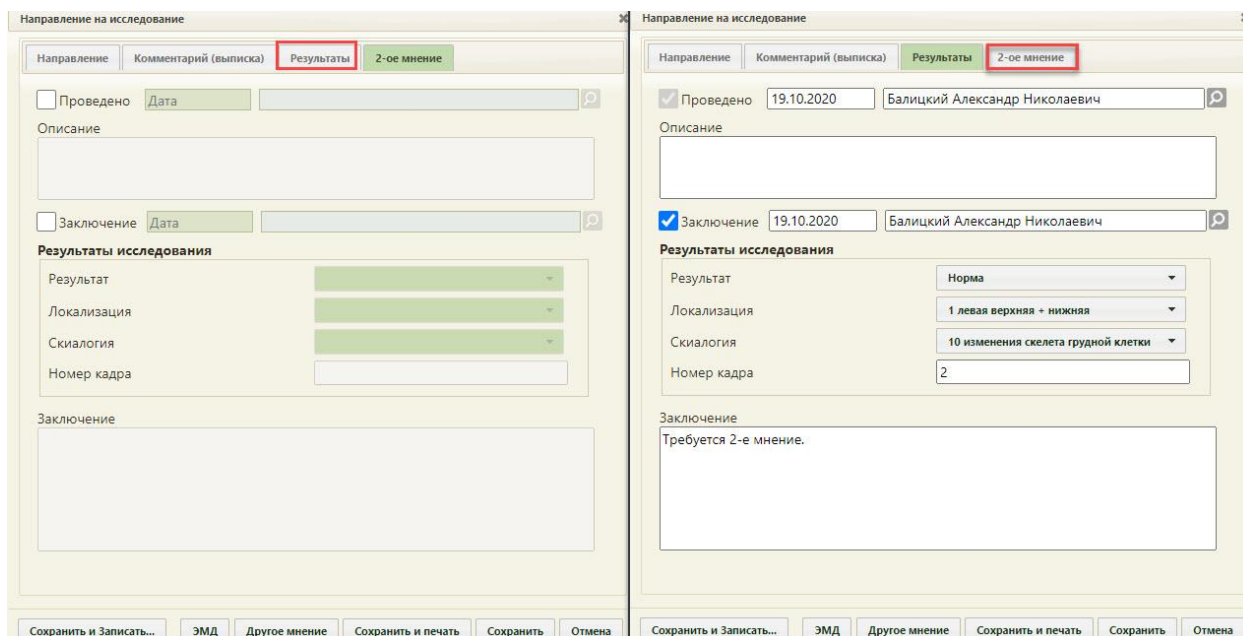 Направление на исследование
Направление Комментарий (выписка) Результаты 2-ое мнение
Проведено Дата
Описание
Заключение Дата
Результаты исследования
Результат
Локализация
Скиалогия
Номер кадра
Заключение
Сохранить и Записать... ЭМД Другое мнение Сохранить и печать Сохранить Отмена
Направление на исследование
Направление Комментарий (выписка) Результаты 2-ое мнение
Проведено 19.10.2020 Балицкий Александр Николаевич
Описание
Заключение 19.10.2020 Балицкий Александр Николаевич
Результаты исследования
Результат Норма
Локализация 1 левая верхняя + нижняя
Скиалогия 10 изменения скелета грудной клетки
Номер кадра 2
Заключение
Требуется 2-е мнение.
Сохранить и Записать... ЭМД Другое мнение Сохранить и печать Сохранить Отмена